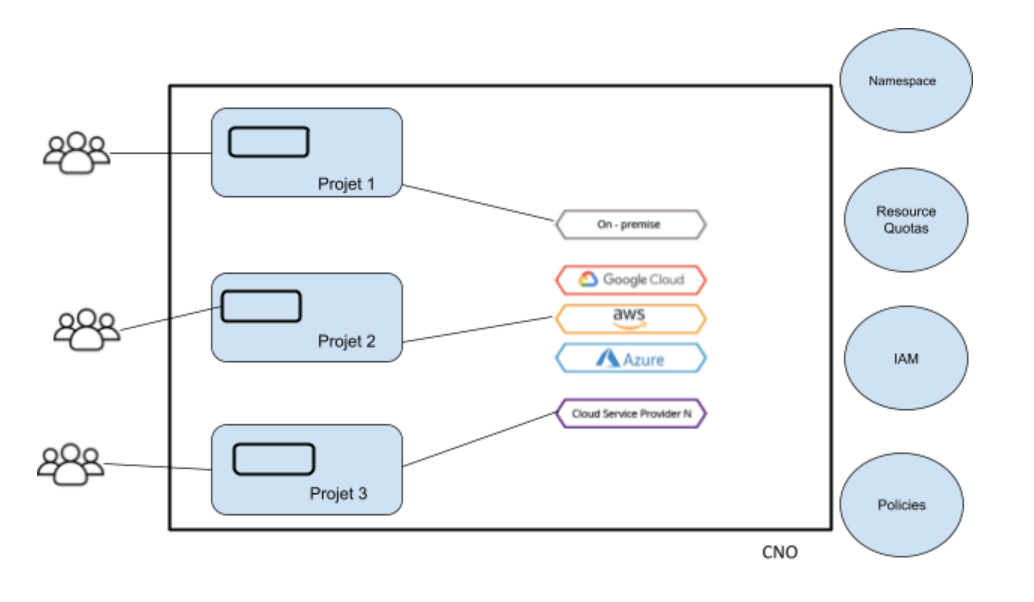 Namespace
Projet 1
Resource
Quotas
On - premise
Google Cloud
aws
Projet 2
Azure
IAM
Cloud Service Provider N
Projet 3
Policies
CNO